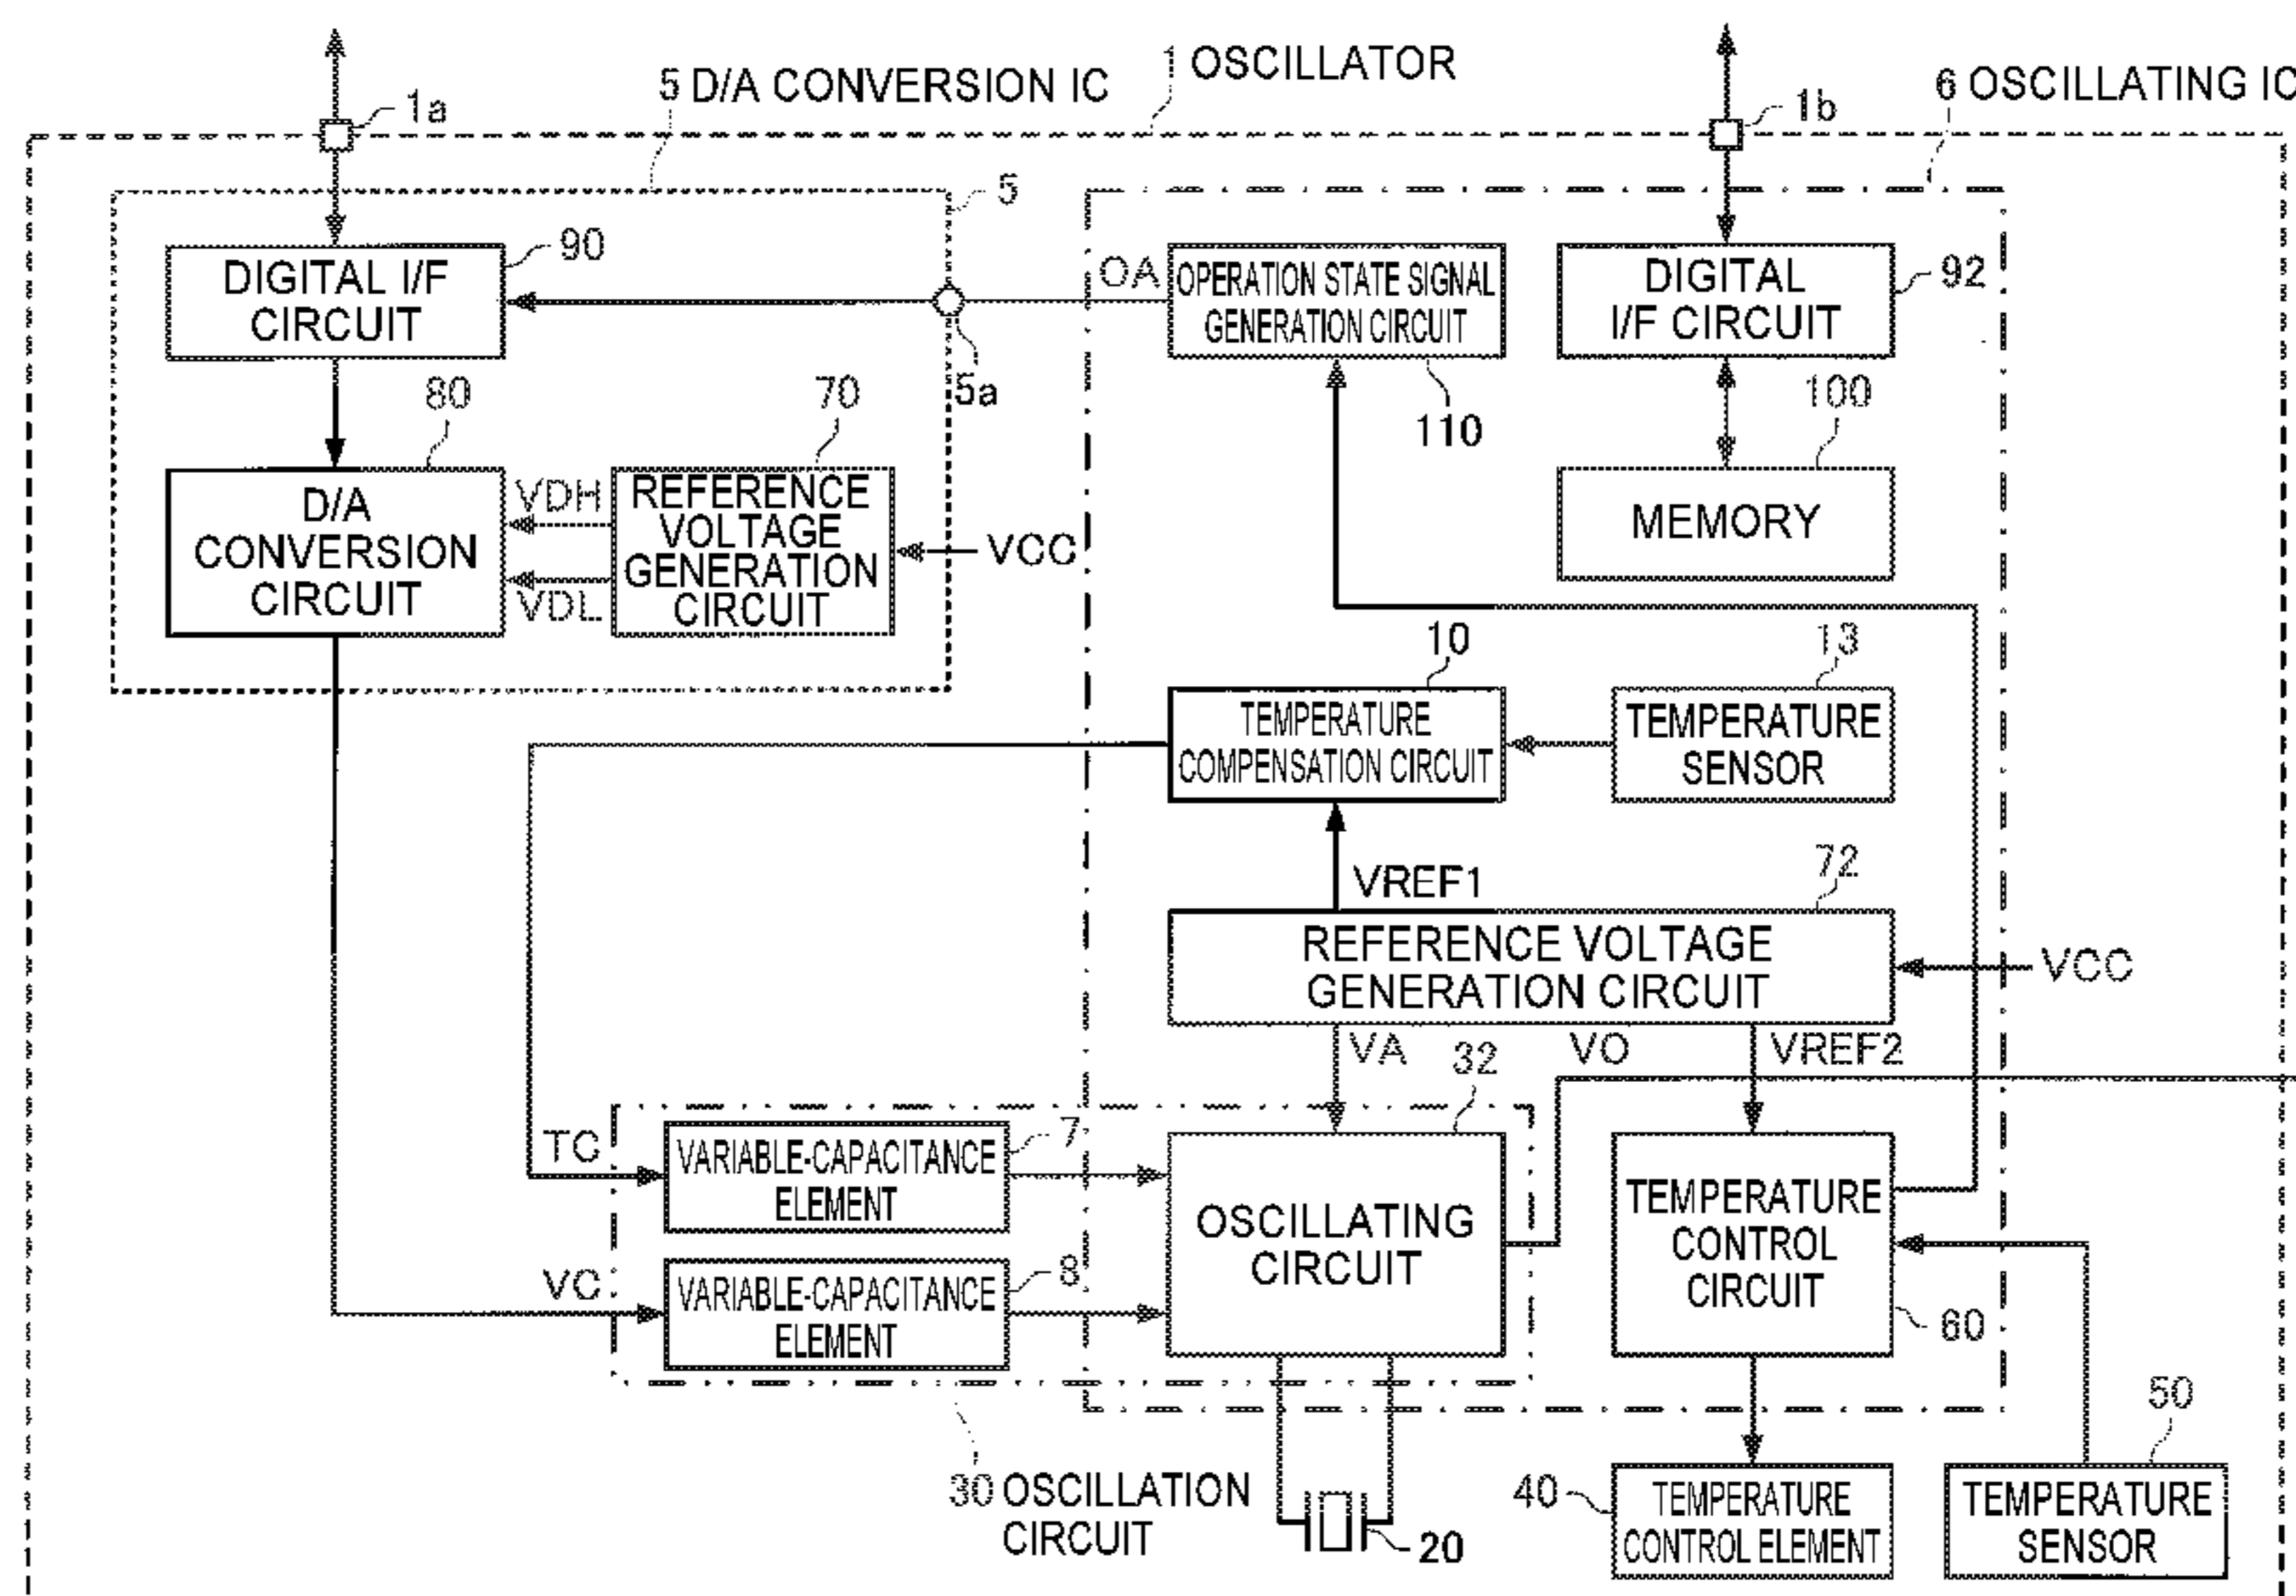 1 OSCILLATOR
5 D/A CONVERSION IC
6 OSCILLATING IC
1a
1b
5
DIGITAL I/F
CIRCUIT
90
OA
OPERATION STATE SIGNAL
GENERATION CIRCUIT
DIGITAL
I/F CIRCUIT
92
5a
110
100
80
70
D/A
CONVERSION
CIRCUIT
VDH
VDL
REFERENCE
VOLTAGE
GENERATION
CIRCUIT
VCC
MEMORY
10
13
TEMPERATURE
COMPENSATION CIRCUIT
TEMPERATURE
SENSOR
VREF1
72
REFERENCE VOLTAGE
GENERATION CIRCUIT
VCC
VA
32
VO
VREF2
TC
VARIABLE-CAPACITANCE
ELEMENT
7
OSCILLATING
CIRCUIT
TEMPERATURE
CONTROL
CIRCUIT
VC
VARIABLE-CAPACITANCE
ELEMENT
8
60
50
30 OSCILLATION
CIRCUIT
20
40
TEMPERATURE
CONTROL ELEMENT
TEMPERATURE
SENSOR